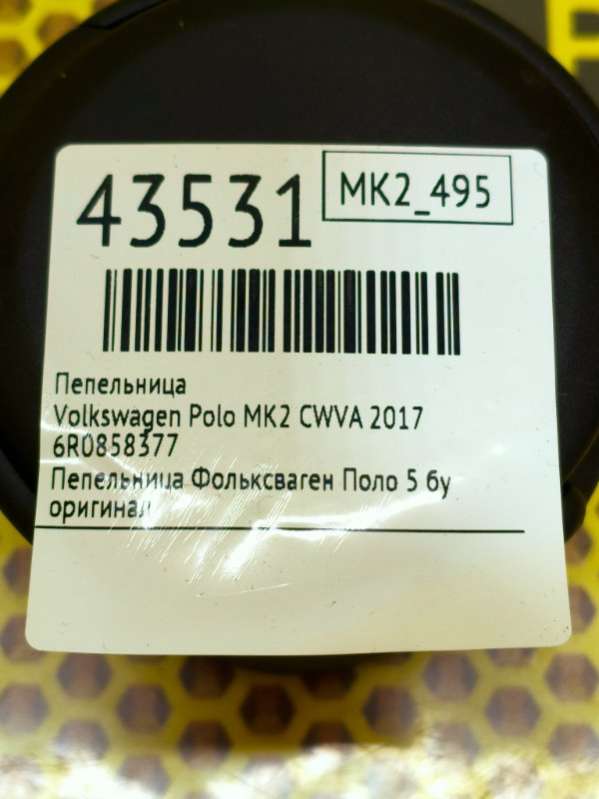 43531
MK2_495
Пепельница
Volkswagen Polo MK2 CWVA 2017
6R0858377
Пепельница Фольксваген Поло 5 бу
оригинал